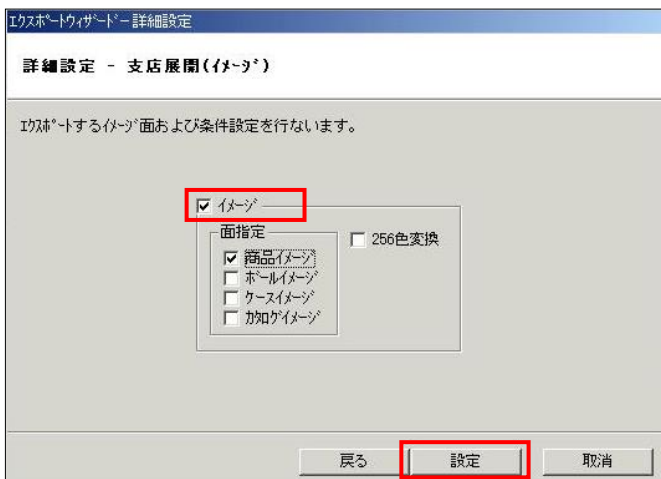 ｴｸｽﾎﾟｰﾄｳｨｻﾞｰﾄﾞｰ詳細設定
詳細設定 - 支店展開(ｲﾒｰｼﾞ)
ｴｸｽﾎﾟｰﾄするｲﾒｰｼﾞ面および条件設定を行ないます。
ｲﾒｰｼﾞ
面指定
256色変換
商品ｲﾒｰｼﾞ
ﾎﾞｰﾙｲﾒｰｼﾞ
ｹｰｽｲﾒｰｼﾞ
ｶﾀﾛｸﾞｲﾒｰｼﾞ
戻る
設定
取消